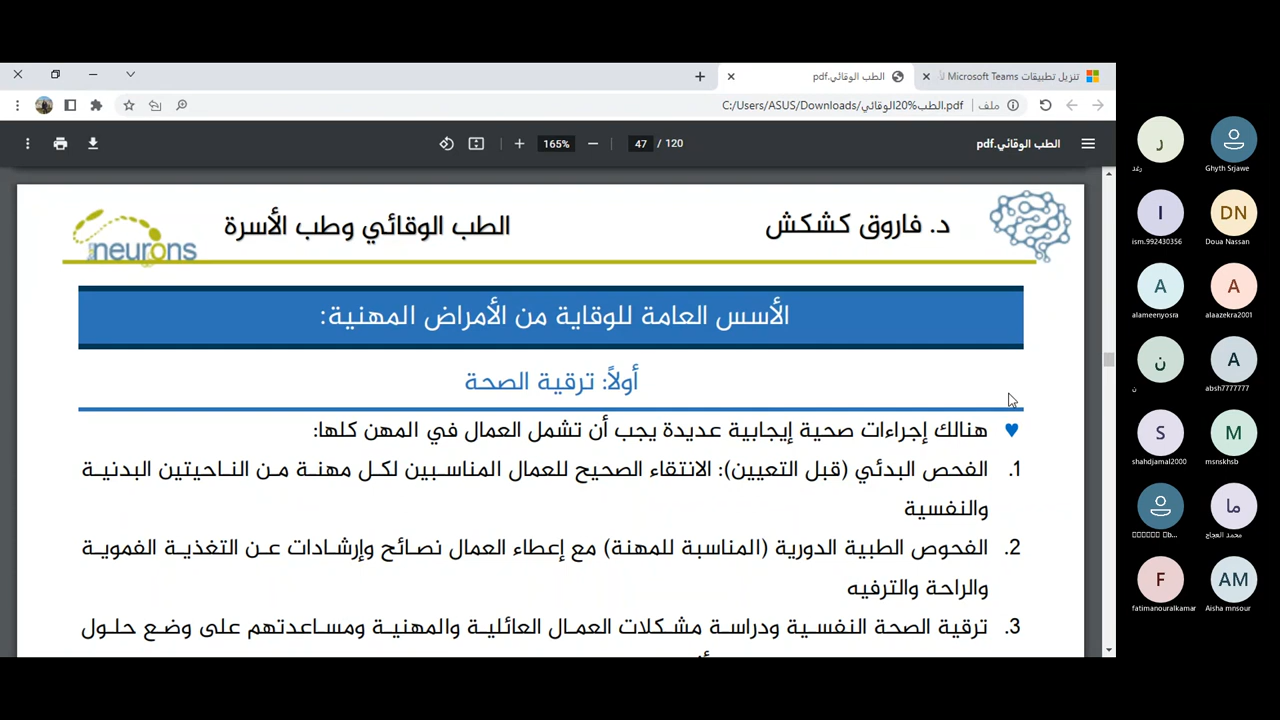 تنزيل تطبيقات Microsoft Teams
الطب الوقائي.pdf
ملف
C:/Users/ASUS/Downloads/الطب%20الوقائي.pdf
الطب الوقائي.pdf
47 / 120
165%
د. فاروق كشكش
الطب الوقائي وطب الأسرة
neurons
الأسس العامة للوقاية من الأمراض المهنية:
أولاً: ترقية الصحة
♥ هنالك إجراءات صحية إيجابية عديدة يجب أن تشمل العمال في المهن كلها:
1. الفحص البدئي (قبل التعيين): الانتقاء الصحيح للعمال المناسبين لكل مهنة من الناحيتين البدنية
والنفسية
2. الفحوص الطبية الدورية (المناسبة للمهنة) مع إعطاء العمال نصائح وإرشادات عن التغذية الفموية
والراحة والترفيه
3. ترقية الصحة النفسية ودراسة مشكلات العمال العائلية والمهنية ومساعدتهم على وضع حلول
ر
رغد
Ghyth Srjawe
I
ism.992430356
DN
Doua Nassan
A
alameenyosra
A
alaazekra2001
ن
ن
A
absh7777777
S
shahdjamal2000
M
msnskhsb
ما
محمد العجاج
F
fatimanouralkamar
AM
Aisha mnsour